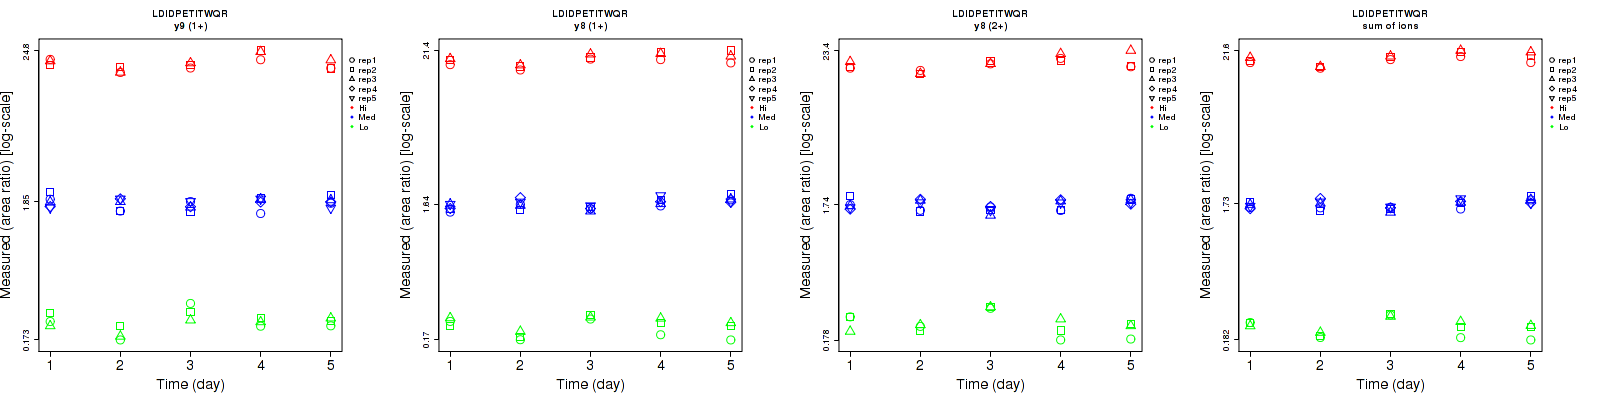 LDIDPETITWQR
y9 (1+)
Measured (area ratio) [log-scale]
24.8
1.85
0.173
1 2 3 4 5
Time (day)
rep1
rep2
rep3
rep4
rep5
Hi
Med
Lo
LDIDPETITWQR
y8 (1+)
Measured (area ratio) [log-scale]
21.4
1.84
0.17
1 2 3 4 5
Time (day)
rep1
rep2
rep3
rep4
rep5
Hi
Med
Lo
LDIDPETITWQR
y8 (2+)
Measured (area ratio) [log-scale]
23.4
1.74
0.178
1 2 3 4 5
Time (day)
rep1
rep2
rep3
rep4
rep5
Hi
Med
Lo
LDIDPETITWQR
sum of ions
Measured (area ratio) [log-scale]
21.8
1.73
0.182
1 2 3 4 5
Time (day)
rep1
rep2
rep3
rep4
rep5
Hi
Med
Lo